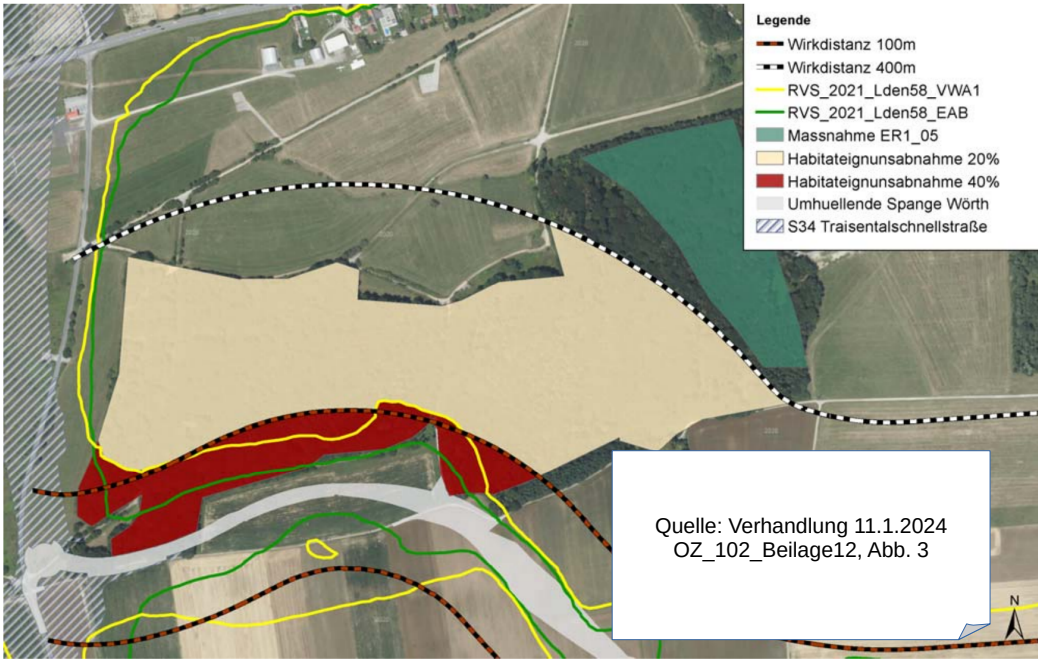 Legende
Wirkdistanz 100m
Wirkdistanz 400m
RVS_2021_Lden58_VWA1
RVS_2021_Lden58_EAB
Massnahme ER1_05
Habitateignunsabnahme 20%
Habitateignunsabnahme 40%
Umhuellende Spange Wörth
S34 Traisentalschnellstraße
Quelle: Verhandlung 11.1.2024
OZ_102_Beilage12, Abb. 3
N